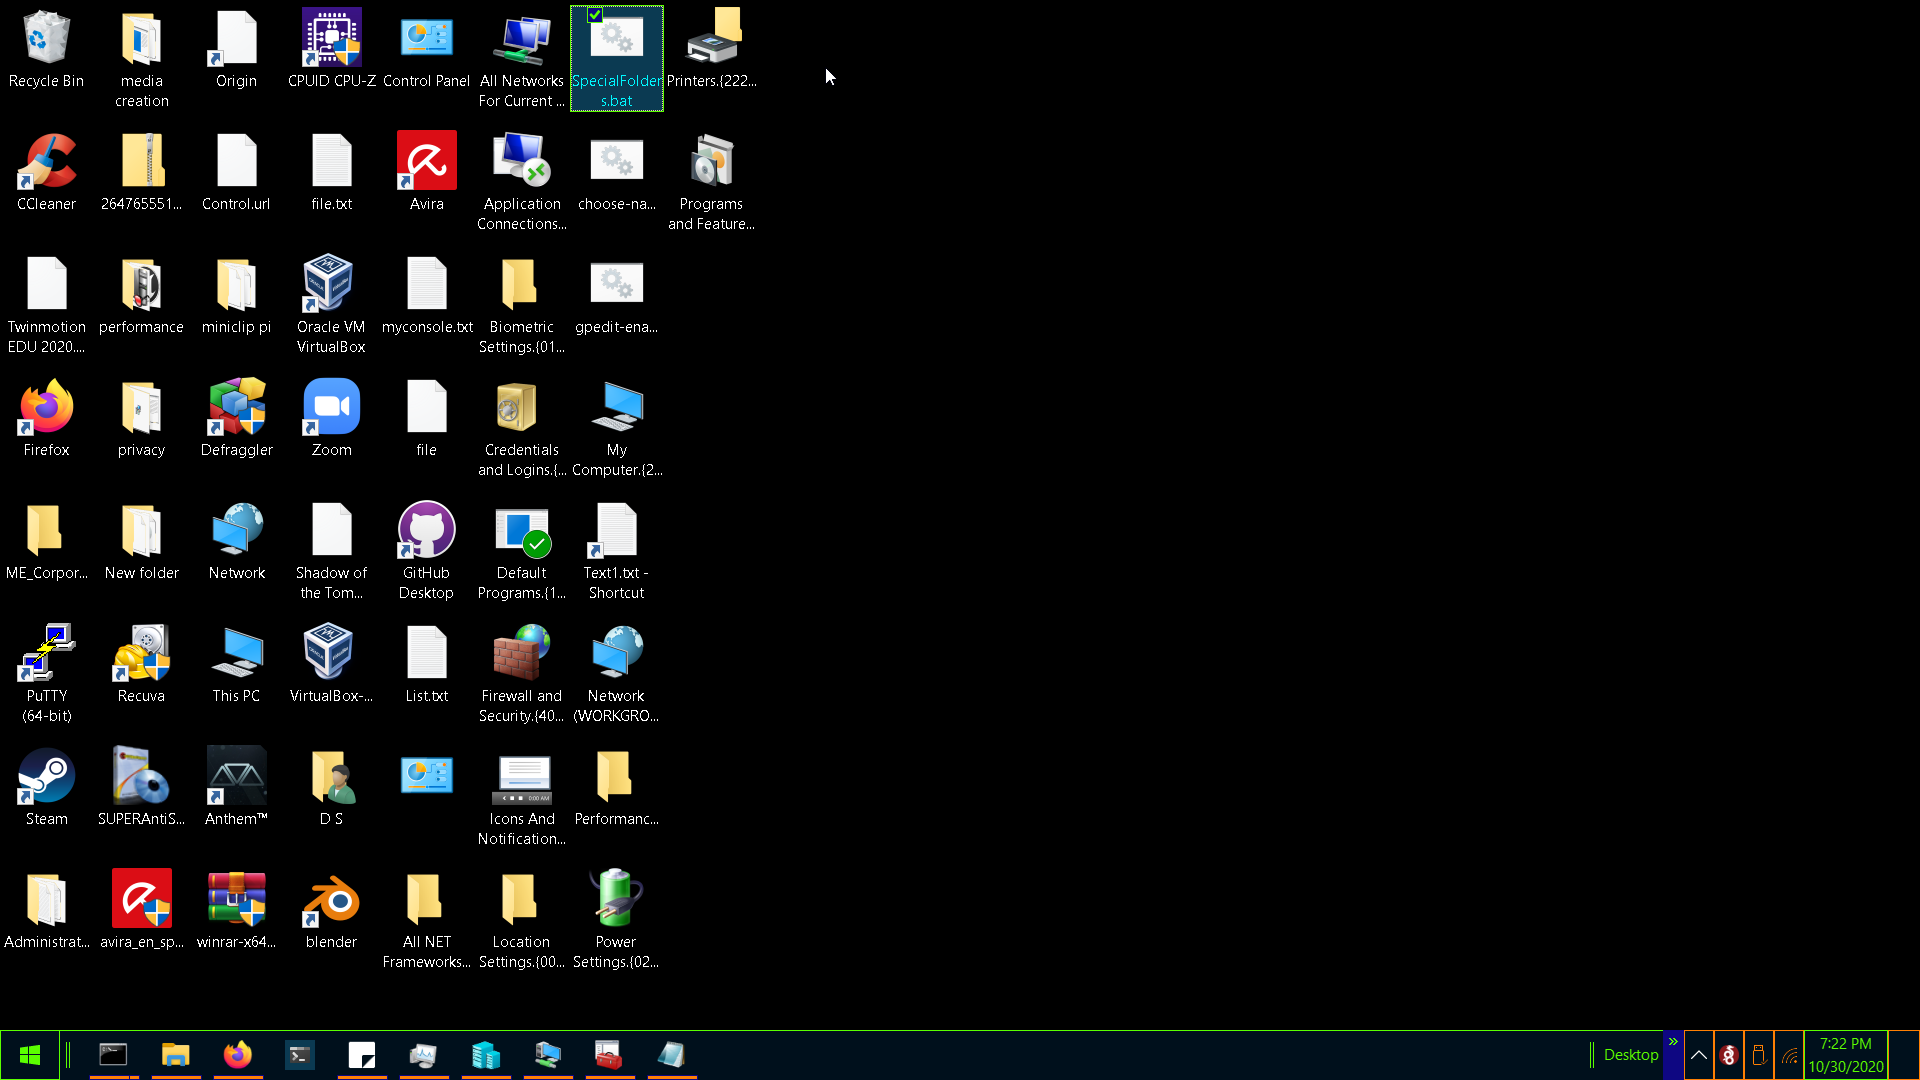 Recycle Bin
media
creation
Origin
CPUID CPU-Z
Control Panel
All Networks
For Current ...
SpecialFolder
s.bat
Printers.{222...
CCleaner
264765551...
Control.url
file.txt
Avira
Application
Connections...
choose-na...
Programs
and Feature...
Twinmotion
EDU 2020....
performance
miniclip pi
Oracle VM
VirtualBox
myconsole.txt
Biometric
Settings.{01...
gpedit-ena...
Firefox
privacy
Defraggler
Zoom
file
Credentials
and Logins.{...
My
Computer.{2...
ME_Corpor...
New folder
Network
Shadow of
the Tom...
GitHub
Desktop
Default
Programs.{1...
Text1.txt -
Shortcut
PuTTY
(64-bit)
Recuva
This PC
VirtualBox-...
List.txt
Firewall and
Security.{40...
Network
(WORKGRO...
Steam
SUPERAntiS...
Anthem™
D S
Icons And
Notification...
Performanc...
Administrat...
avira_en_sp...
winrar-x64...
blender
All NET
Frameworks...
Location
Settings.{00...
Power
Settings.{02...
Desktop
7:22 PM
10/30/2020